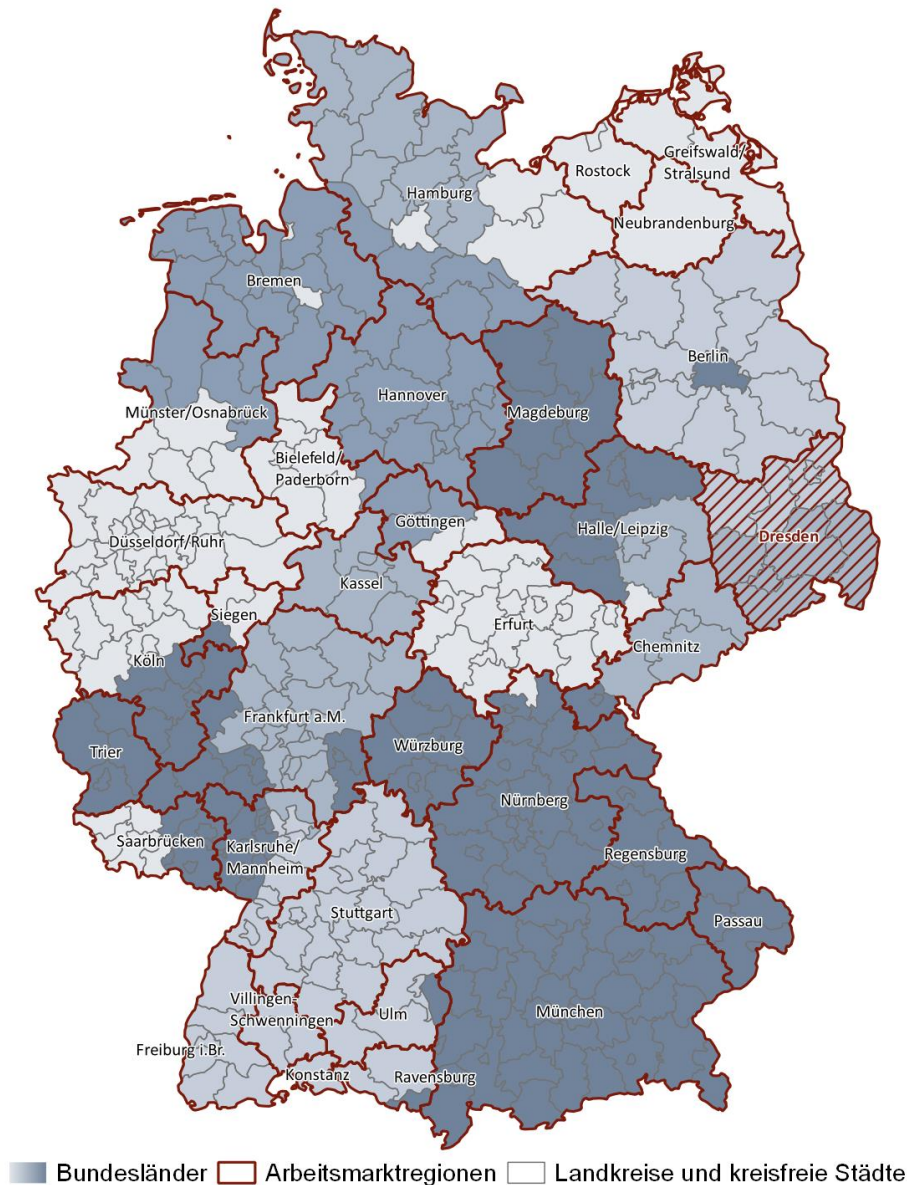 Hamburg
Rostock
Greifswald/
Stralsund
Neubrandenburg
Bremen
Berlin
Hannover
Münster/Osnabrück
Magdeburg
Bielefeld/
Paderborn
Göttingen
Halle/Leipzig
Dresden
Düsseldorf/Ruhr
Kassel
Siegen
Erfurt
Chemnitz
Köln
Frankfurt a.M.
Trier
Würzburg
Nürnberg
Saarbrücken
Karlsruhe/
Mannheim
Regensburg
Stuttgart
Passau
Villingen-
Schwenningen
Ulm
München
Freiburg i.Br.
Konstanz
Ravensburg
Bundesländer Arbeitsmarktregionen Landkreise und kreisfreie Städte